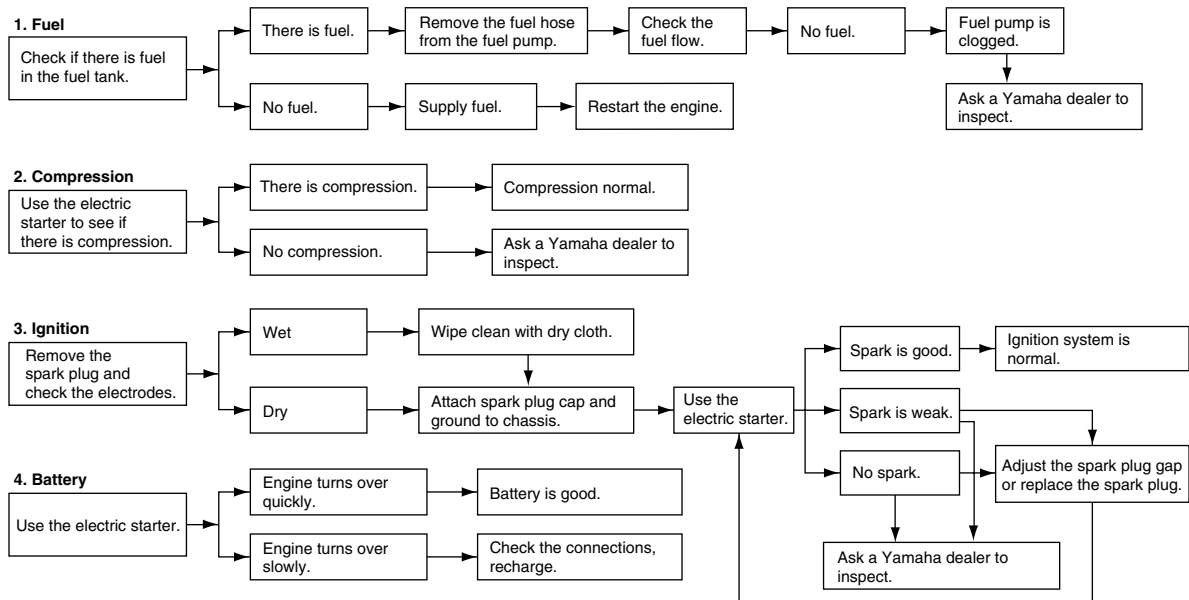 1. Fuel
Check if there is fuel
in the fuel tank.
There is fuel.
Remove the fuel hose
from the fuel pump.
Check the
fuel flow.
No fuel.
Fuel pump is
clogged.
Ask a Yamaha dealer to
inspect.
No fuel.
Supply fuel.
Restart the engine.
2. Compression
Use the electric
starter to see if
there is compression.
There is compression.
Compression normal.
No compression.
Ask a Yamaha dealer to
inspect.
3. Ignition
Remove the
spark plug and
check the electrodes.
Wet
Wipe clean with dry cloth.
Dry
Attach spark plug cap and
ground to chassis.
Use the
electric starter.
Spark is good.
Ignition system is
normal.
Spark is weak.
No spark.
Adjust the spark plug gap
or replace the spark plug.
Ask a Yamaha dealer to
inspect.
4. Battery
Use the electric starter.
Engine turns over
quickly.
Battery is good.
Engine turns over
slowly.
Check the connections,
recharge.